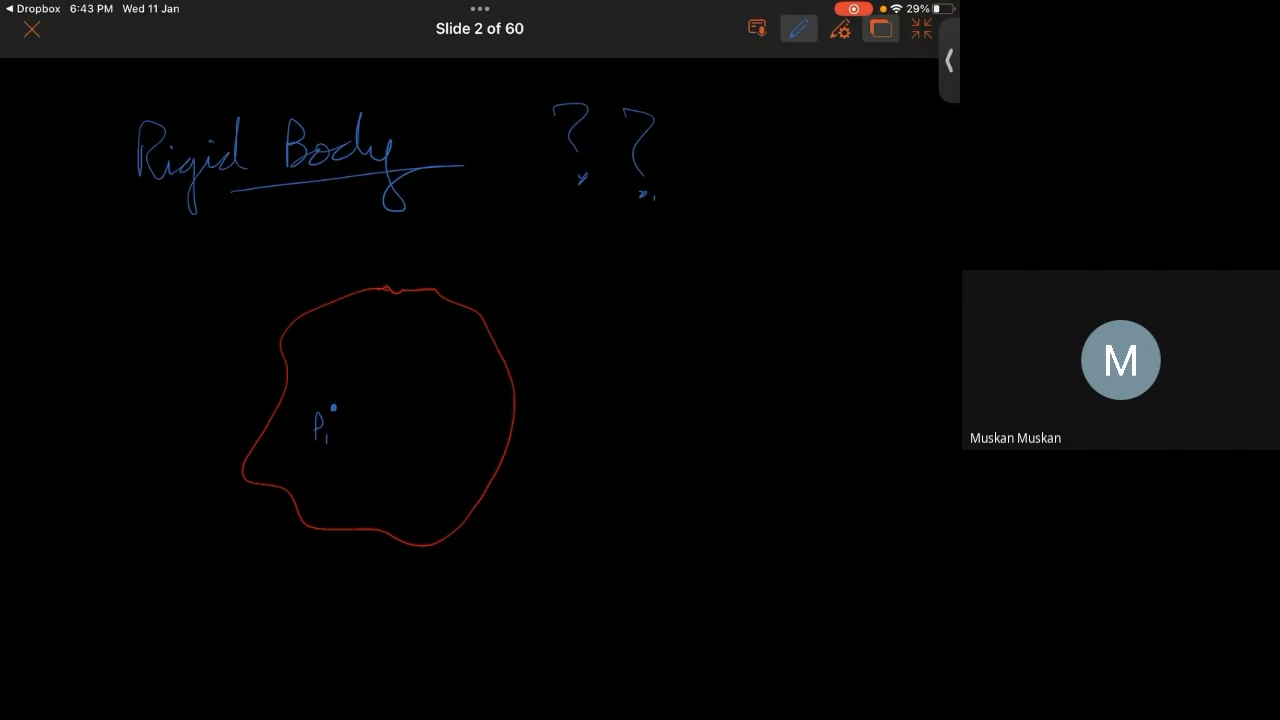 Dropbox 6:43 PM Wed 11 Jan 29%
Slide 2 of 60
Rigid Body ? ?
P1
M
Muskan Muskan